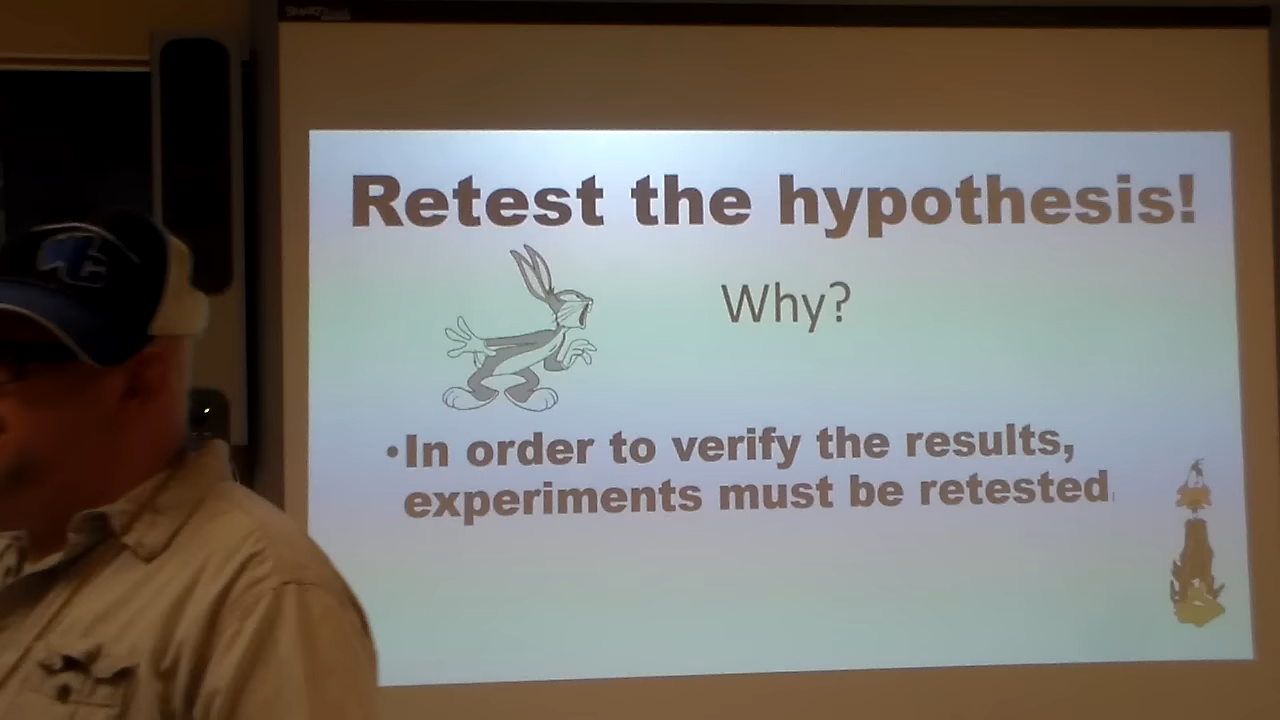 Retest the hypothesis!
Why?
•In order to verify the results,
experiments must be retested